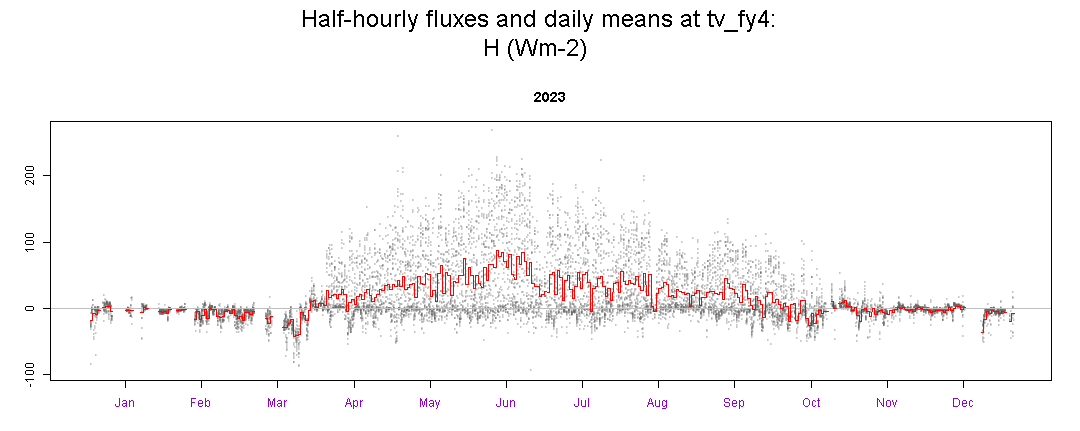 Half-hourly fluxes and daily means at tv_fy4:
H (Wm-2)
2023
200
100
0
-100
Jan Feb Mar Apr May Jun Jul Aug Sep Oct Nov Dec